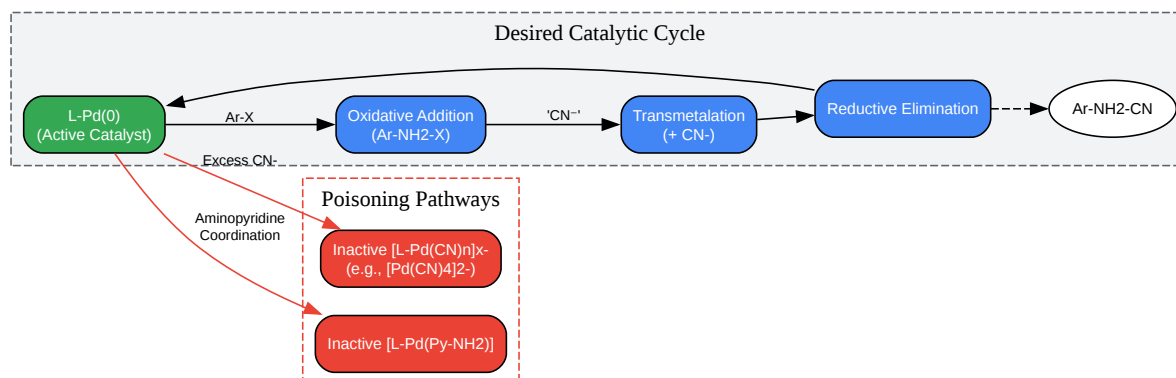 Desired Catalytic Cycle
L-Pd(0)
(Active Catalyst)
Ar-X
Oxidative Addition
(Ar-NH2-X)
'CN⁻'
Transmetalation
(+ CN-)
Reductive Elimination
Ar-NH2-CN
Excess CN-
Aminopyridine
Coordination
Poisoning Pathways
Inactive [L-Pd(CN)n]x-
(e.g., [Pd(CN)4]2-)
Inactive [L-Pd(Py-NH2)]